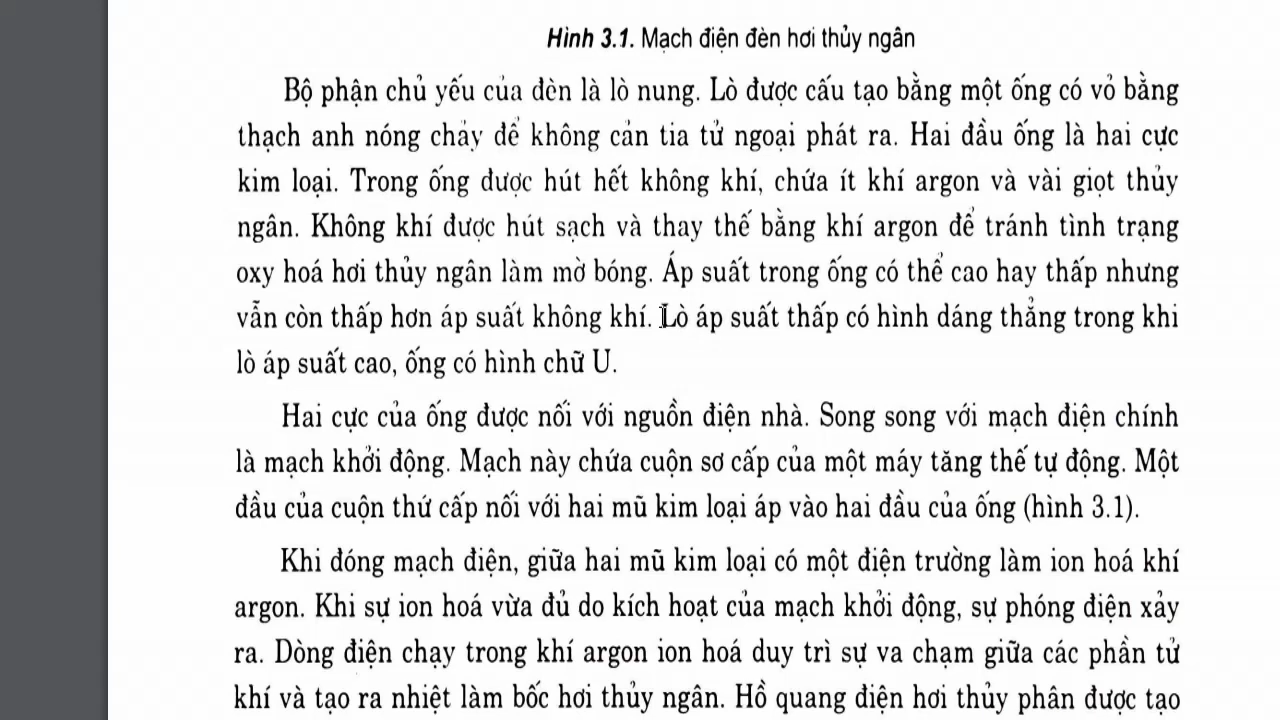 Hình 3.1. Mạch điện đèn hơi thủy ngân
Bộ phận chủ yếu của đèn là lò nung. Lò được cấu tạo bằng một ống có vỏ bằng
thạch anh nóng chảy để không cản tia tử ngoại phát ra. Hai đầu ống là hai cực
kim loại. Trong ống được hút hết không khí, chứa ít khí argon và vài giọt thủy
ngân. Không khí được hút sạch và thay thế bằng khí argon để tránh tình trạng
oxy hoá hơi thủy ngân làm mờ bóng. Áp suất trong ống có thể cao hay thấp nhưng
vẫn còn thấp hơn áp suất không khí. Lò áp suất thấp có hình dáng thẳng trong khi
lò áp suất cao, ống có hình chữ U.
Hai cực của ống được nối với nguồn điện nhà. Song song với mạch điện chính
là mạch khởi động. Mạch này chứa cuộn sơ cấp của một máy tăng thế tự động. Một
đầu của cuộn thứ cấp nối với hai mũ kim loại áp vào hai đầu của ống (hình 3.1).
Khi đóng mạch điện, giữa hai mũ kim loại có một điện trường làm ion hoá khí
argon. Khi sự ion hoá vừa đủ do kích hoạt của mạch khởi động, sự phóng điện xảy
ra. Dòng điện chạy trong khí argon ion hoá duy trì sự va chạm giữa các phần tử
khí và tạo ra nhiệt làm bốc hơi thủy ngân. Hồ quang điện hơi thủy phân được tạo